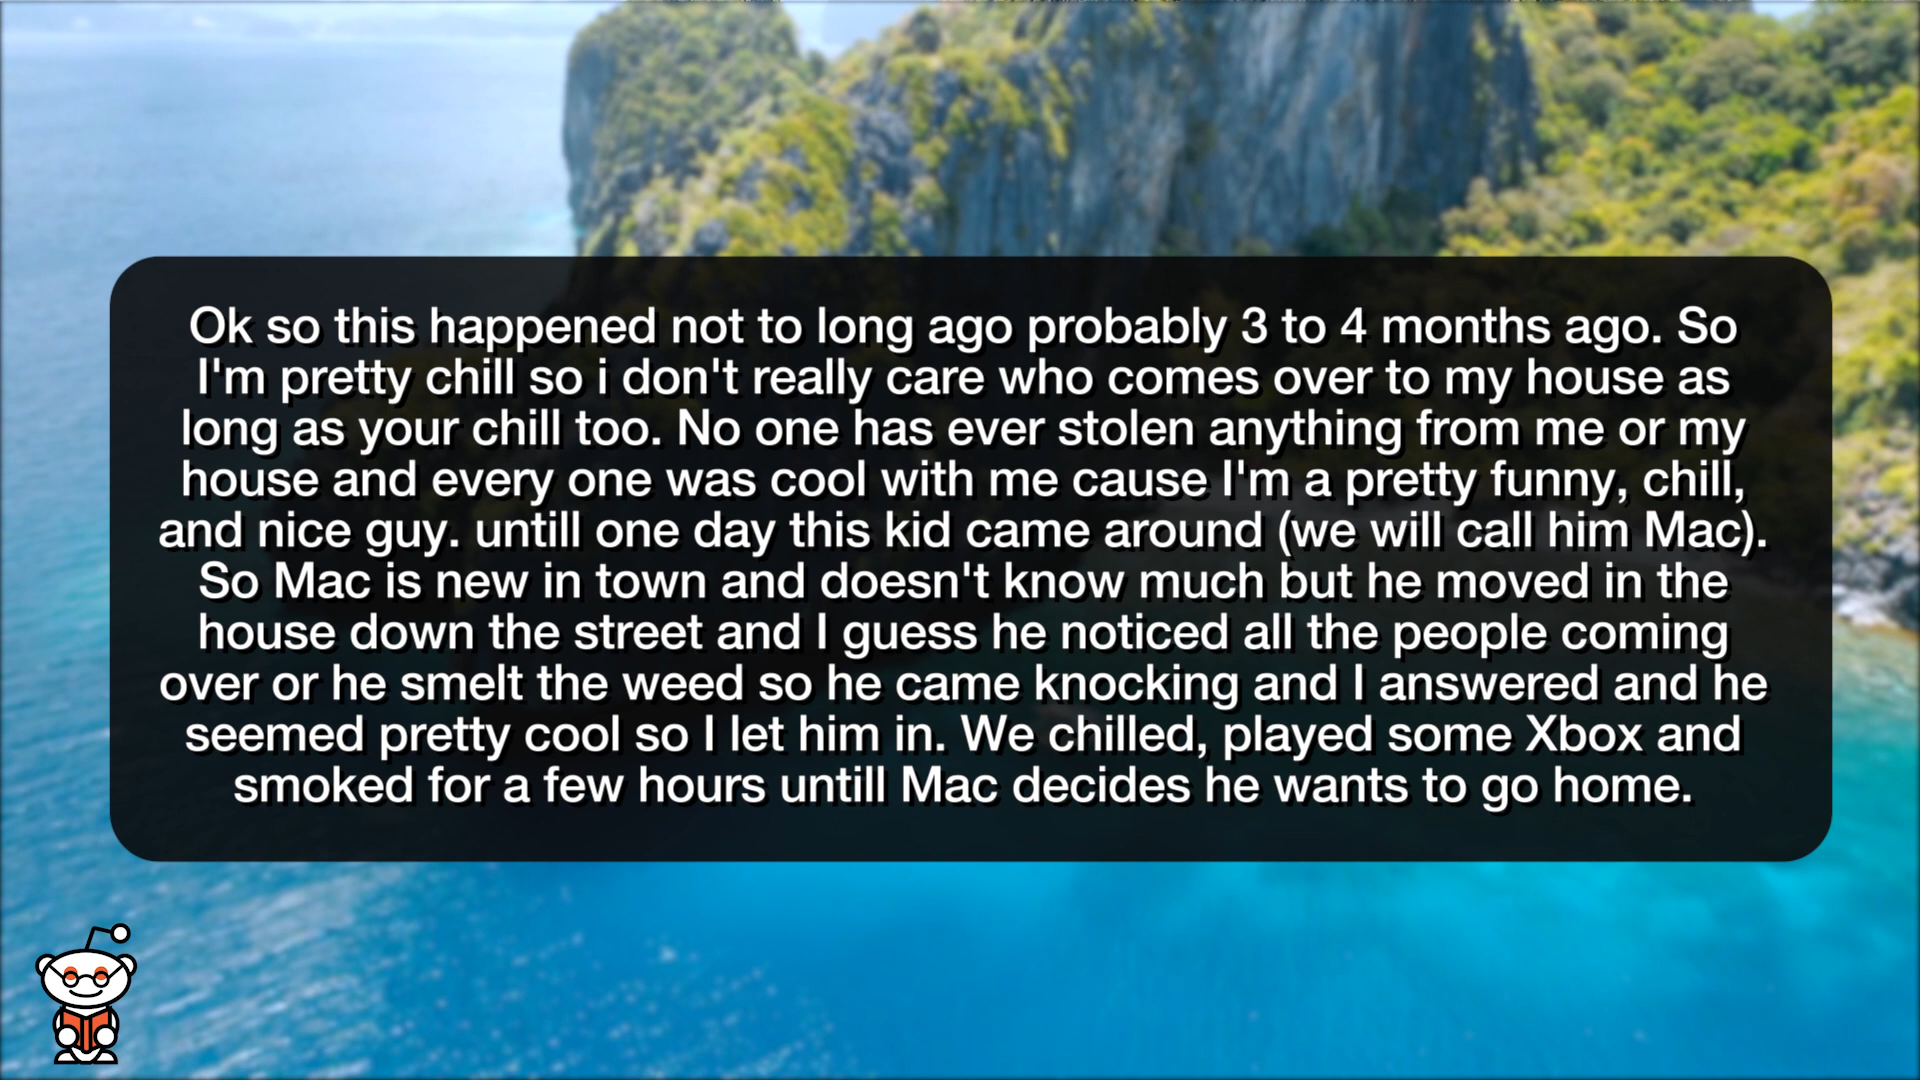 Ok so this happened not to long ago probably 3 to 4 months ago. So
I'm pretty chill so i don't really care who comes over to my house as
long as your chill too. No one has ever stolen anything from me or my
house and every one was cool with me cause I'm a pretty funny, chill,
and nice guy. untill one day this kid came around (we will call him Mac).
So Mac is new in town and doesn't know much but he moved in the
house down the street and I guess he noticed all the people coming
over or he smelt the weed so he came knocking and I answered and he
seemed pretty cool so I let him in. We chilled, played some Xbox and
smoked for a few hours untill Mac decides he wants to go home.